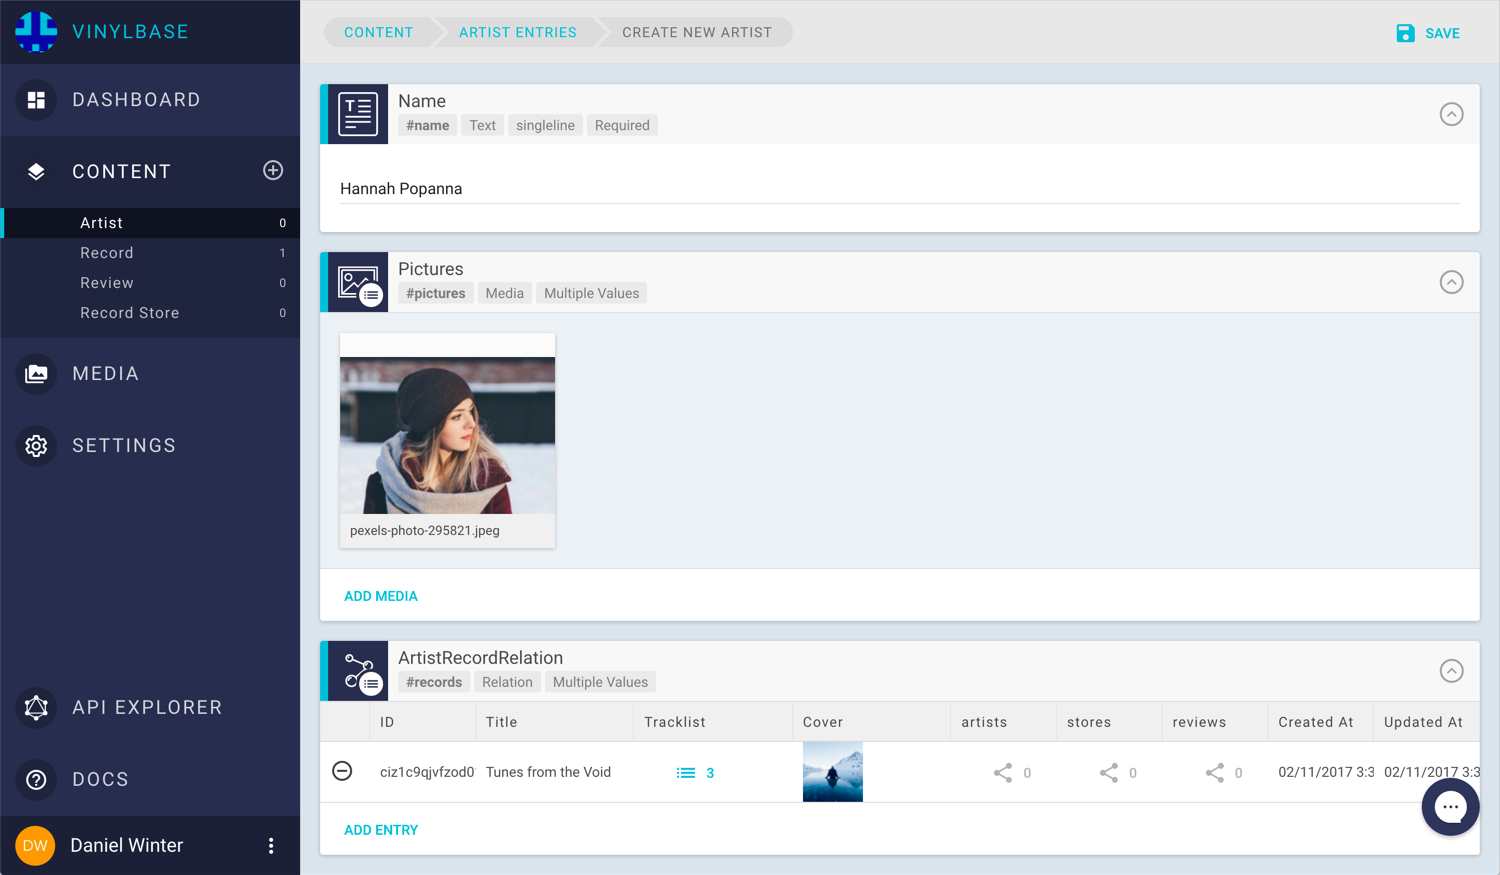 VINYLBASE
DASHBOARD
CONTENT
Artist 0
Record 1
Review 0
Record Store 0
MEDIA
SETTINGS
API EXPLORER
DOCS
DW Daniel Winter
CONTENT ARTIST ENTRIES CREATE NEW ARTIST
SAVE
T
Name
#name Text singleline Required
Hannah Popanna
Pictures
#pictures Media Multiple Values
pexels-photo-295821.jpeg
ADD MEDIA
ArtistRecordRelation
#records Relation Multiple Values
ID Title Tracklist Cover artists stores reviews Created At Updated At
ciz1c9qjvfzod0 Tunes from the Void 3 0 0 0 02/11/2017 3:3 02/11/2017 3:3
ADD ENTRY